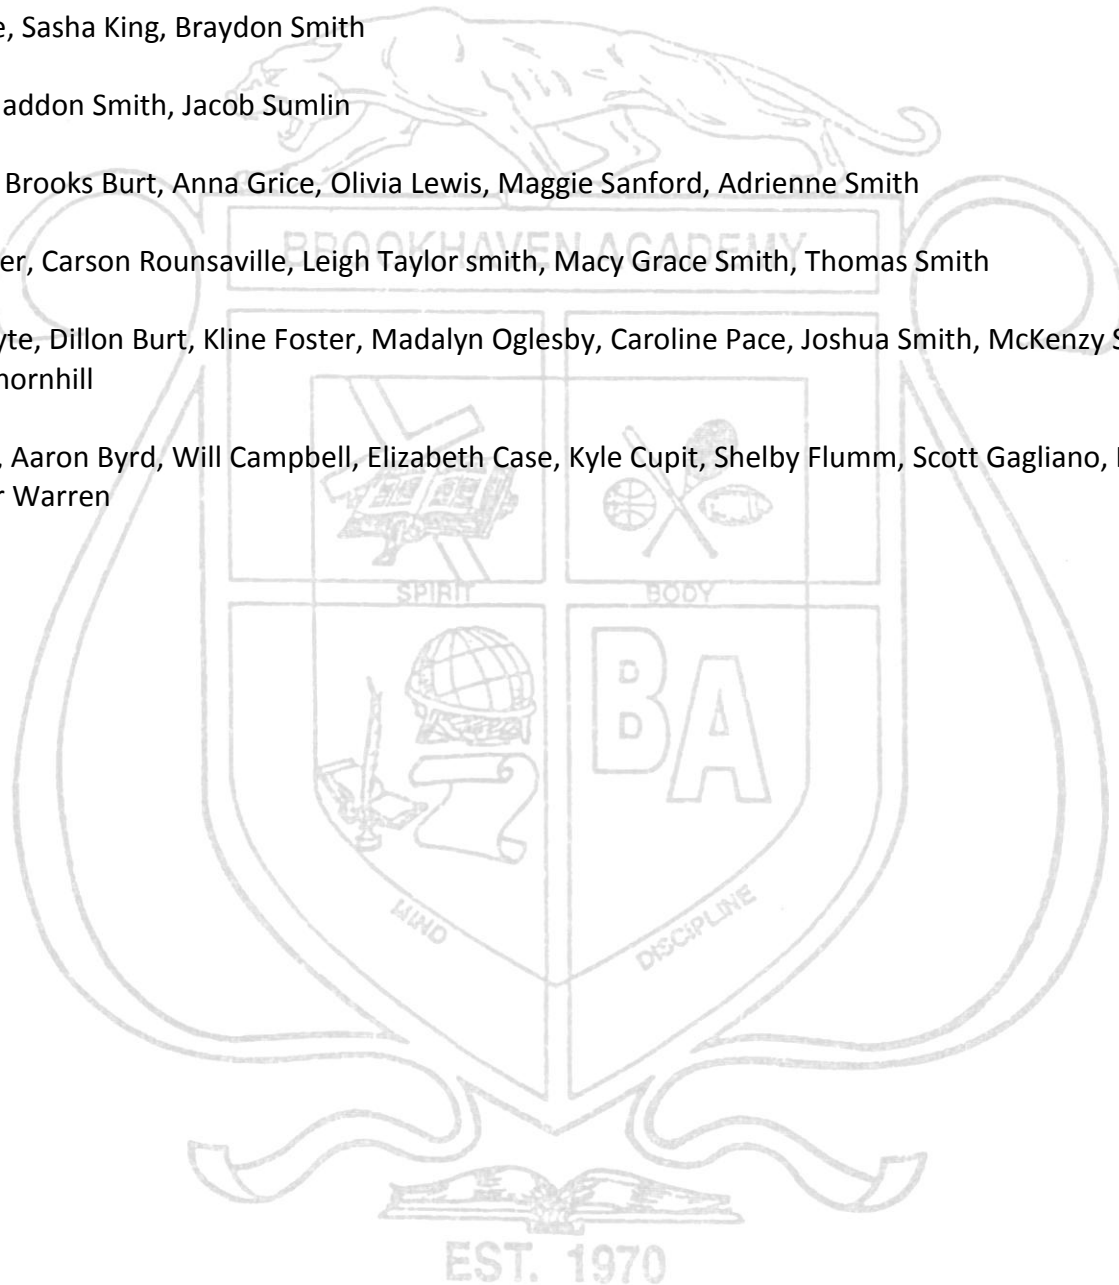 e, Sasha King, Braydon Smith
addon Smith, Jacob Sumlin
Brooks Burt, Anna Grice, Olivia Lewis, Maggie Sanford, Adrienne Smith
er, Carson Rounsaville, Leigh Taylor smith, Macy Grace Smith, Thomas Smith
yte, Dillon Burt, Kline Foster, Madalyn Oglesby, Caroline Pace, Joshua Smith, McKenzy S
hornhill
, Aaron Byrd, Will Campbell, Elizabeth Case, Kyle Cupit, Shelby Flumm, Scott Gagliano,
r Warren
BROOKHAVEN ACADEMY
SPIRIT BODY
BA
MIND DISCIPLINE
EST. 1970